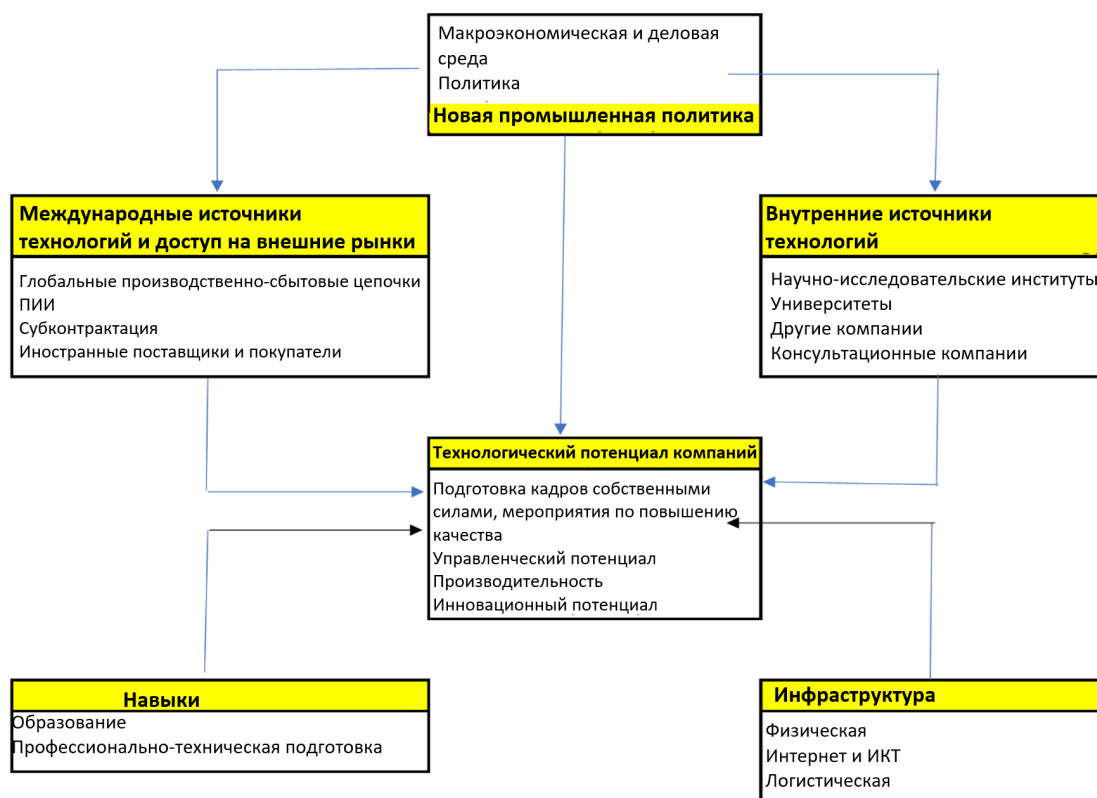 Макроэкономическая и деловая
среда
Политика
Новая промышленная политика
Международные источники
технологий и доступ на внешние рынки
Глобальные производственно-сбытовые цепочки
ПИИ
Субконтрактация
Иностранные поставщики и покупатели
Внутренние источники
технологий
Научно-исследовательские институты
Университеты
Другие компании
Консультационные компании
Технологический потенциал компаний
Подготовка кадров собственными
силами, мероприятия по повышению
качества
Управленческий потенциал
Производительность
Инновационный потенциал
Навыки
Образование
Профессионально-техническая подготовка
Инфраструктура
Физическая
Интернет и ИКТ
Логистическая